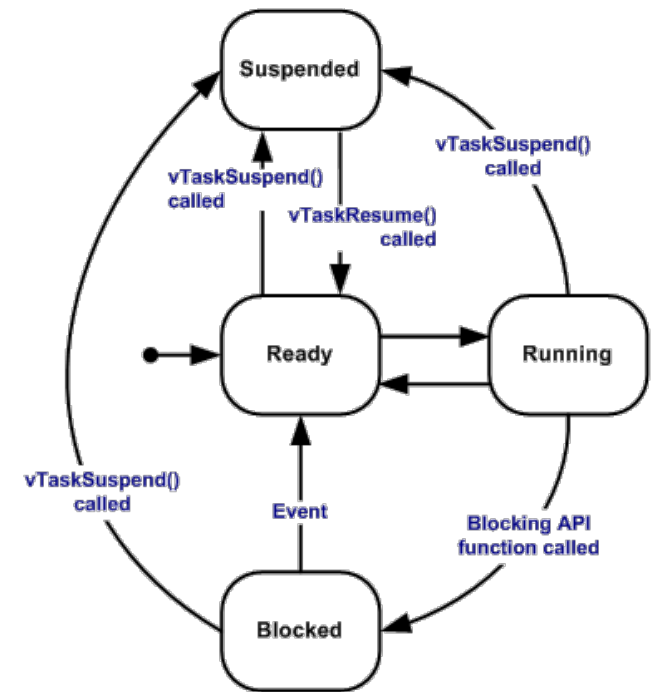 Suspended
vTaskSuspend()
called
vTaskSuspend()
called
vTaskResume()
called
Ready
Running
vTaskSuspend()
called
Event
Blocking API
function called
Blocked